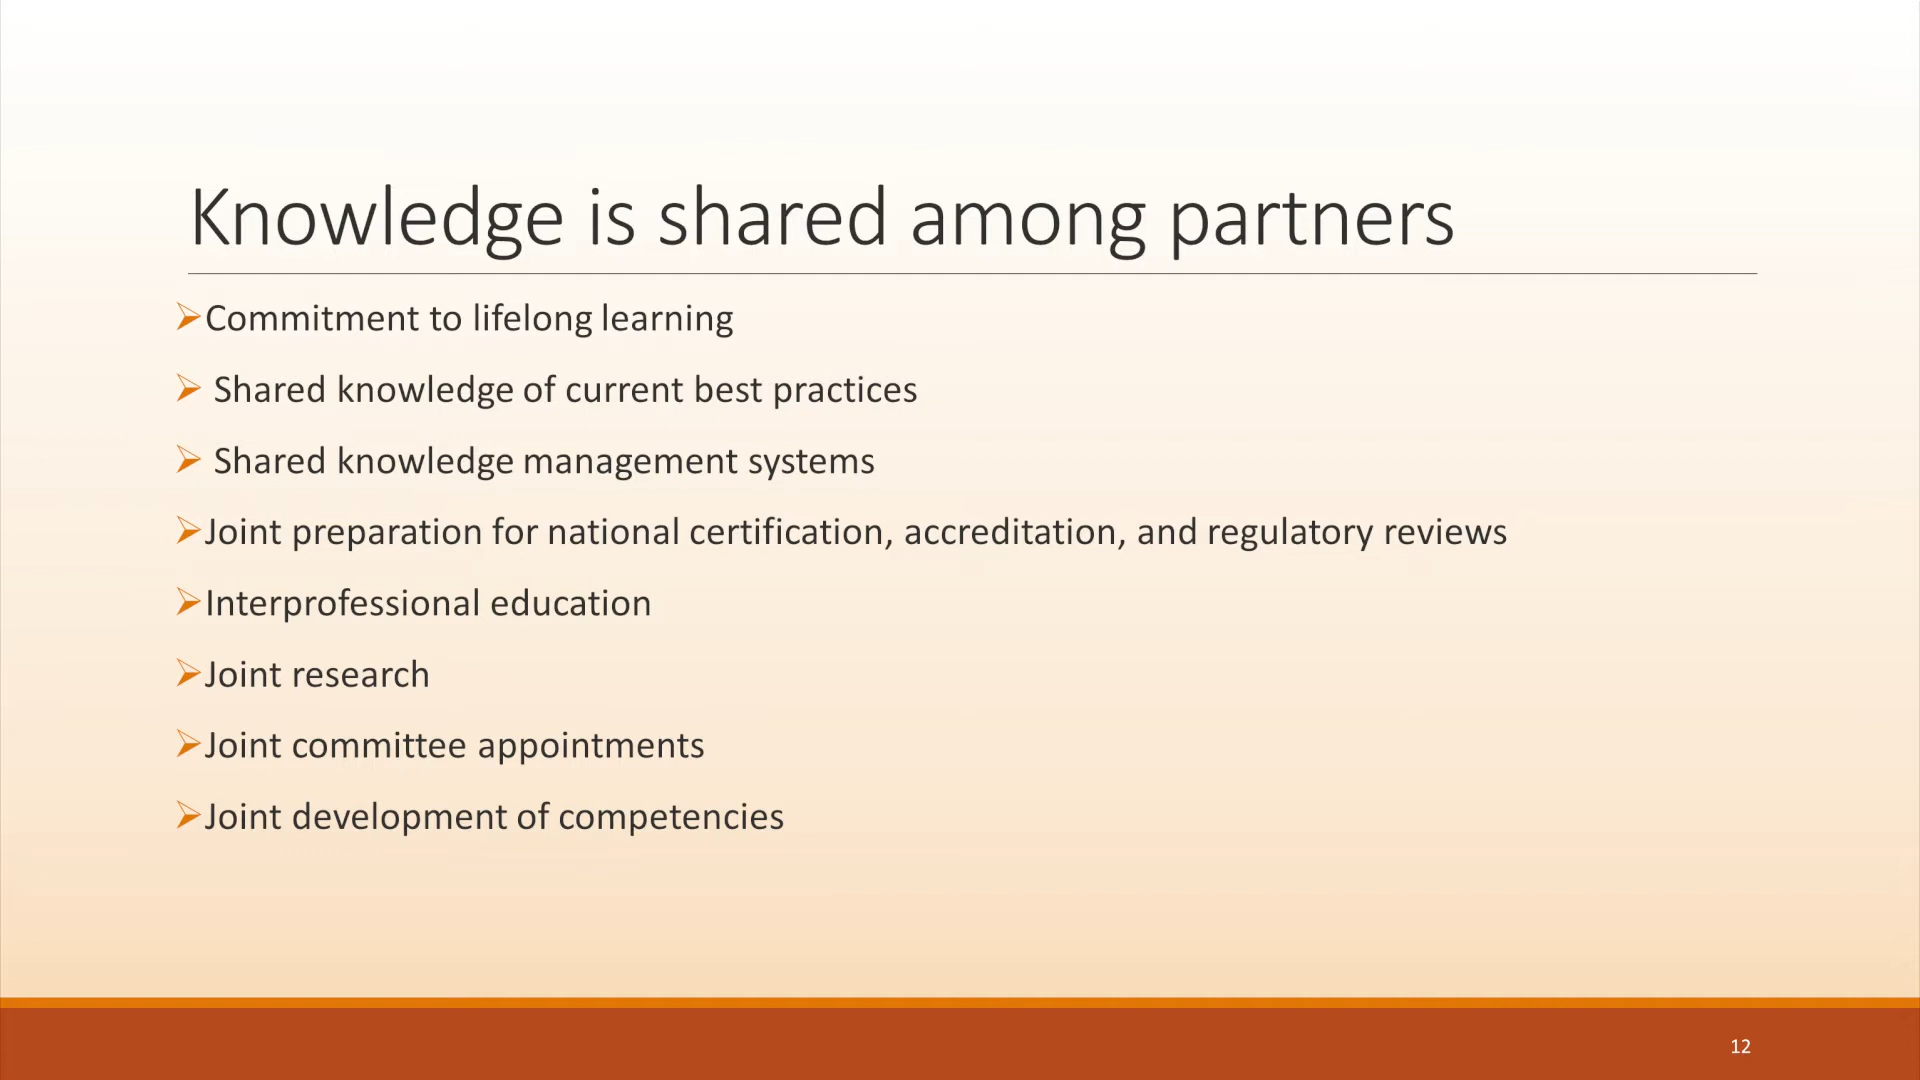 Knowledge is shared among partners
➢Commitment to lifelong learning
➢ Shared knowledge of current best practices
➢ Shared knowledge management systems
➢Joint preparation for national certification, accreditation, and regulatory reviews
➢Interprofessional education
➢Joint research
➢Joint committee appointments
➢Joint development of competencies
12